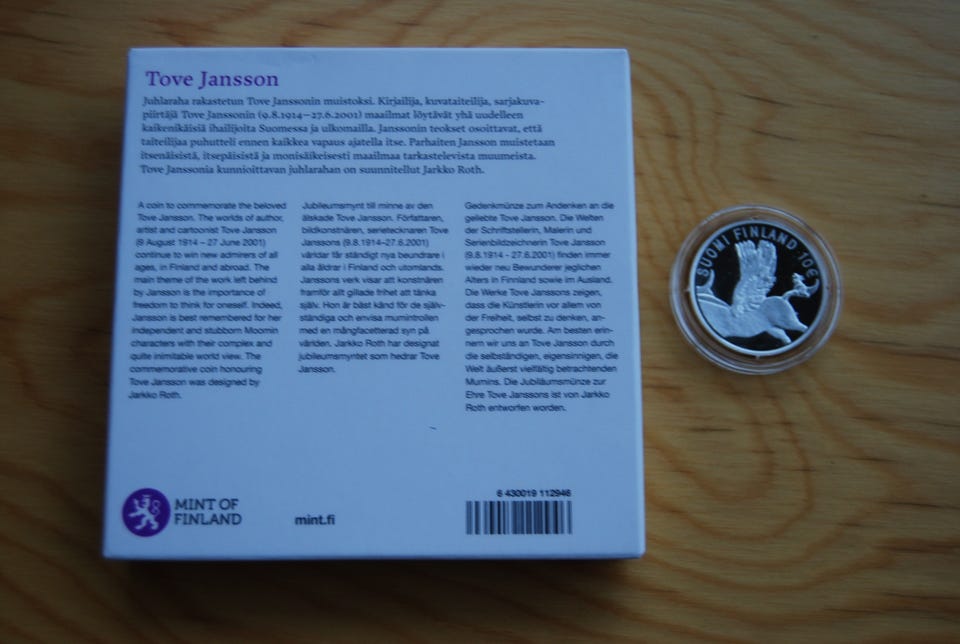 Tove Jansson
Juhlaraha rakastetun Tove Janssonin muistoksi. Kirjailija, kuvataiteilija, sarjakuva-
piirtäjä Tove Janssonin (9.8.1914–27.6.2001) maailmat löytävät yhä uudelleen
kaikenikäisiä ihailijoita Suomessa ja ulkomailla. Janssonin teokset osoittavat, että
taiteilijaa puhutteli ennen kaikkea vapaus ajatella itse. Parhaiten Jansson muistetaan
itsenäisistä, itsepäisistä ja monisäikeisesti maailmaa tarkastelevista muumeista.
Tove Janssonia kunnioittavan juhlarahan on suunnitellut Jarkko Roth.
A coin to commemorate the beloved
Tove Jansson. The worlds of author,
artist and cartoonist Tove Jansson
(9 August 1914 – 27 June 2001)
continue to win new admirers of all
ages, in Finland and abroad. The
main theme of the work left behind
by Jansson is the importance of
freedom to think for oneself. Indeed,
Jansson is best remembered for her
independent and stubborn Moomin
characters with their complex and
quite inimitable world view. The
commemorative coin honouring
Tove Jansson was designed by
Jarkko Roth.
Jubileumsmynt till minne av den
älskade Tove Jansson. Författaren,
bildkonstnären, serietecknaren Tove
Janssons (9.8.1914–27.6.2001)
världar får ständigt nya beundrare i
alla åldrar i Finland och utomlands.
Janssons verk visar att konstnären
framför allt gillade frihet att tänka
själv. Hon är bäst känd för de själv-
ständiga och envisa mumintrollen
med en mångfacetterad syn på
världen. Jarkko Roth har designat
jubileumsmyntet som hedrar Tove
Jansson.
Gedenkmünze zum Andenken an die
geliebte Tove Jansson. Die Welten
der Schriftstellerin, Malerin und
Serienbildzeichnerin Tove Jansson
(9.8.1914 - 27.6.2001) finden immer
wieder neu Bewunderer jeglichen
Alters in Finnland sowie im Ausland.
Die Werke Tove Janssons zeigen,
dass die Künstlerin vor allem von
der Freiheit, selbst zu denken, an-
gesprochen wurde. Am besten erin-
nern wir uns an Tove Jansson durch
die selbständigen, eigensinnigen, die
Welt äußerst vielfältig betrachtenden
Mumins. Die Jubiläumsmünze zur
Ehre Tove Janssons ist von Jarkko
Roth entworfen worden.
MINT OF
FINLAND
mint.fi
6 430019 112946
SUOMI FINLAND 10 €